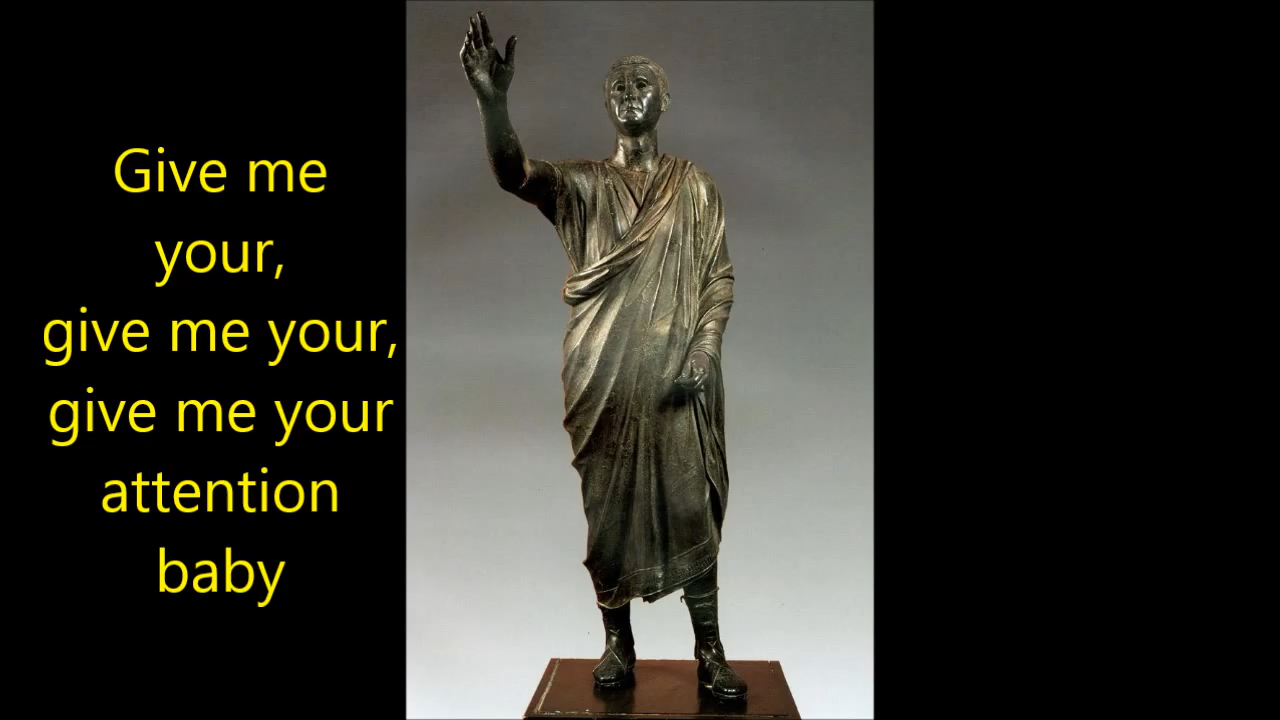 Give me
your,
give me your,
give me your
attention
baby